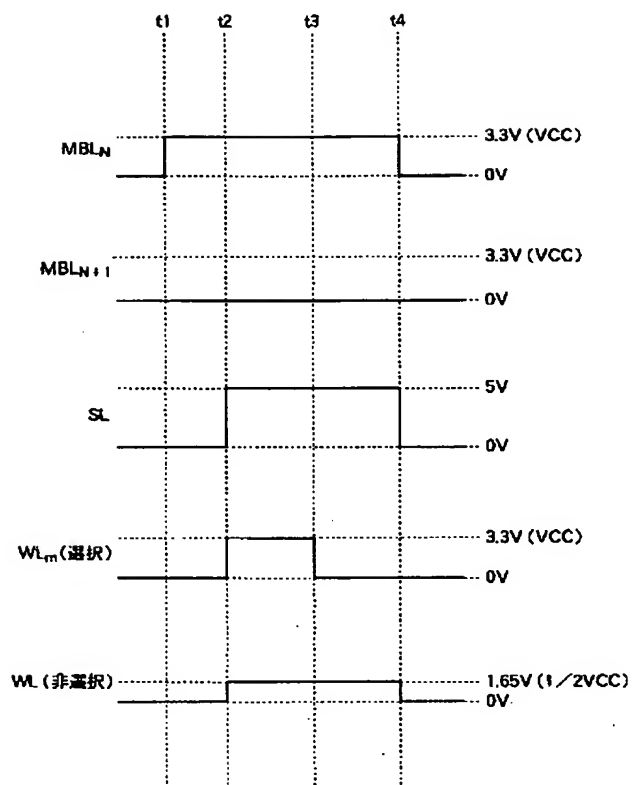 t1 t2 t3 t4
MBLN 3.3V (VCC)
0V
MBLN+1 3.3V (VCC)
0V
SL 5V
0V
WLm(選択) 3.3V (VCC)
0V
WL(非選択) 1.65V (1/2VCC)
0V